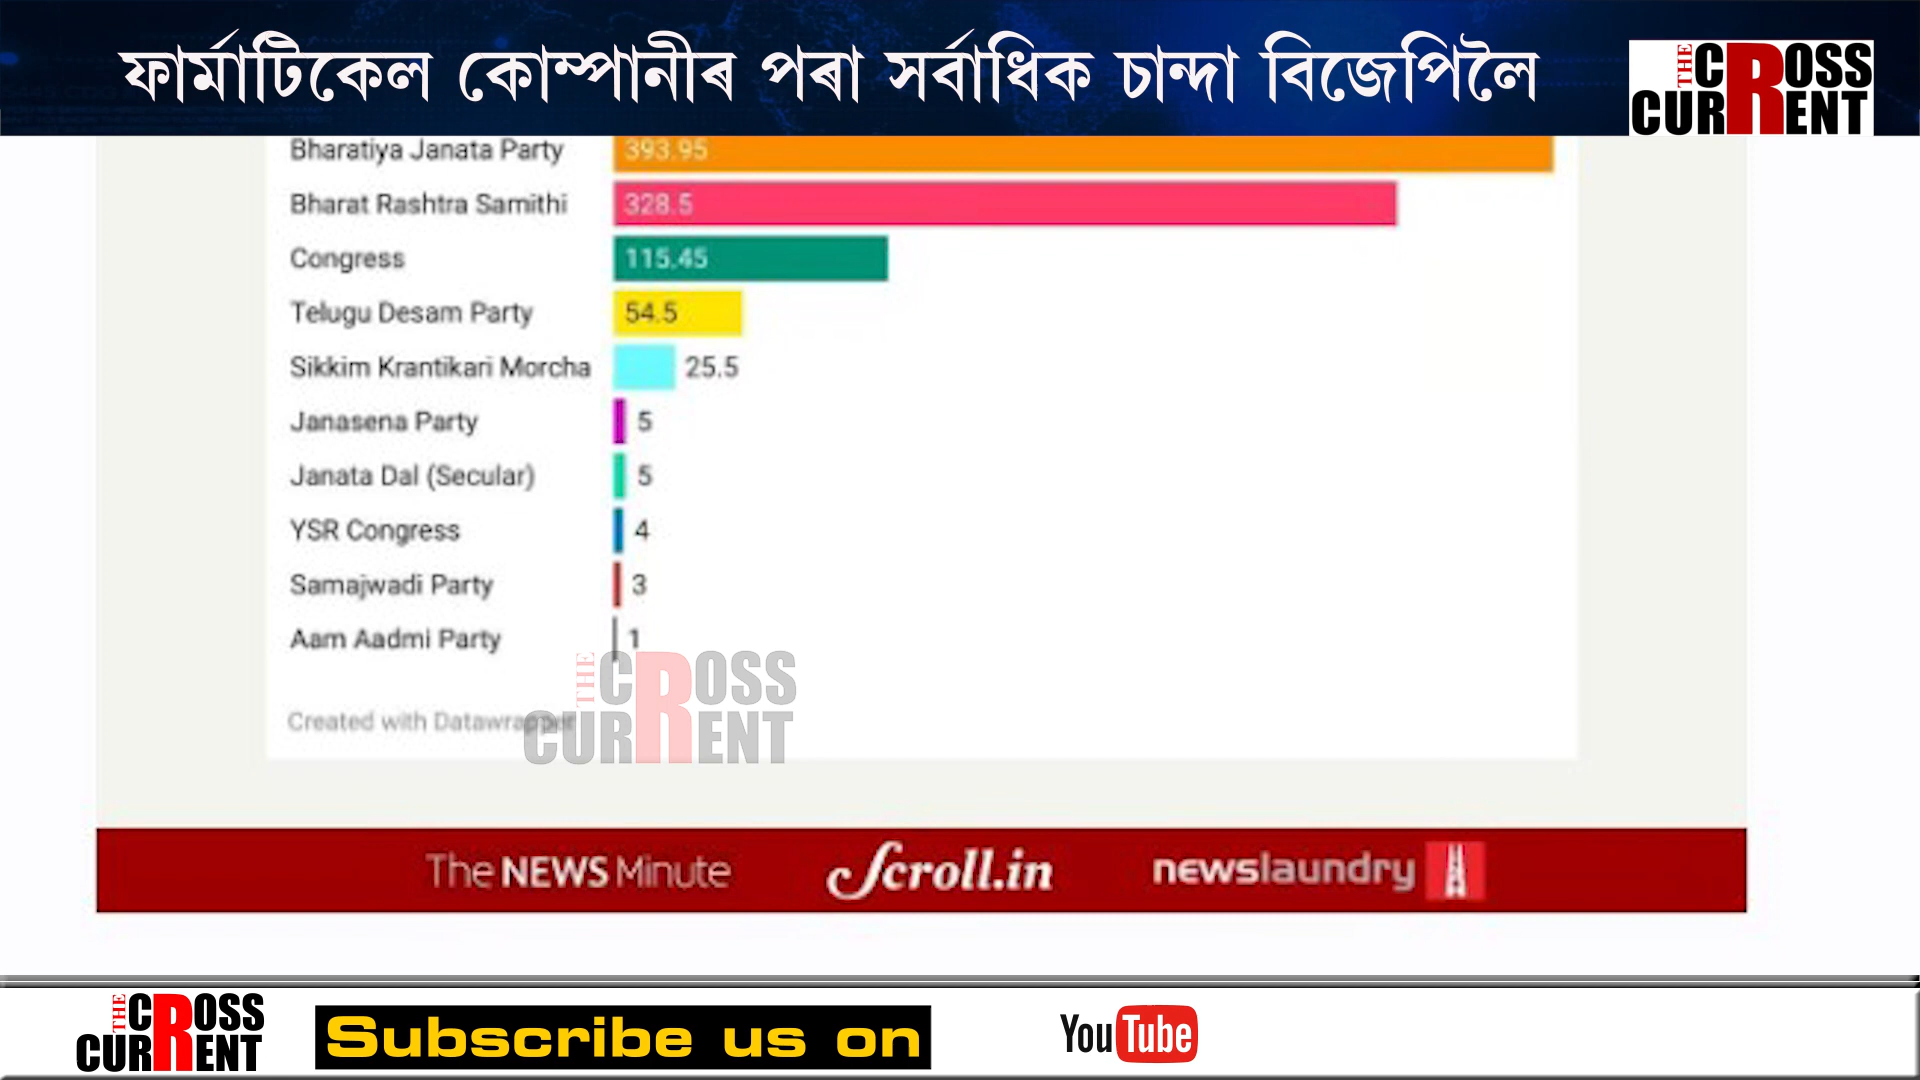 ফাৰ্মাটিকেল কোম্পানীৰ পৰা সৰ্বাধিক চান্দা বিজেপিলৈ
THE CROSS CURRENT
Bharatiya Janata Party 393.95
Bharat Rashtra Samithi 328.5
Congress 115.45
Telugu Desam Party 54.5
Sikkim Krantikari Morcha 25.5
Janasena Party 5
Janata Dal (Secular) 5
YSR Congress 4
Samajwadi Party 3
Aam Aadmi Party 1
THE CROSS CURRENT
Created with Datawrapper
The NEWS Minute Scroll.in newslaundry
THE CROSS CURRENT Subscribe us on YouTube